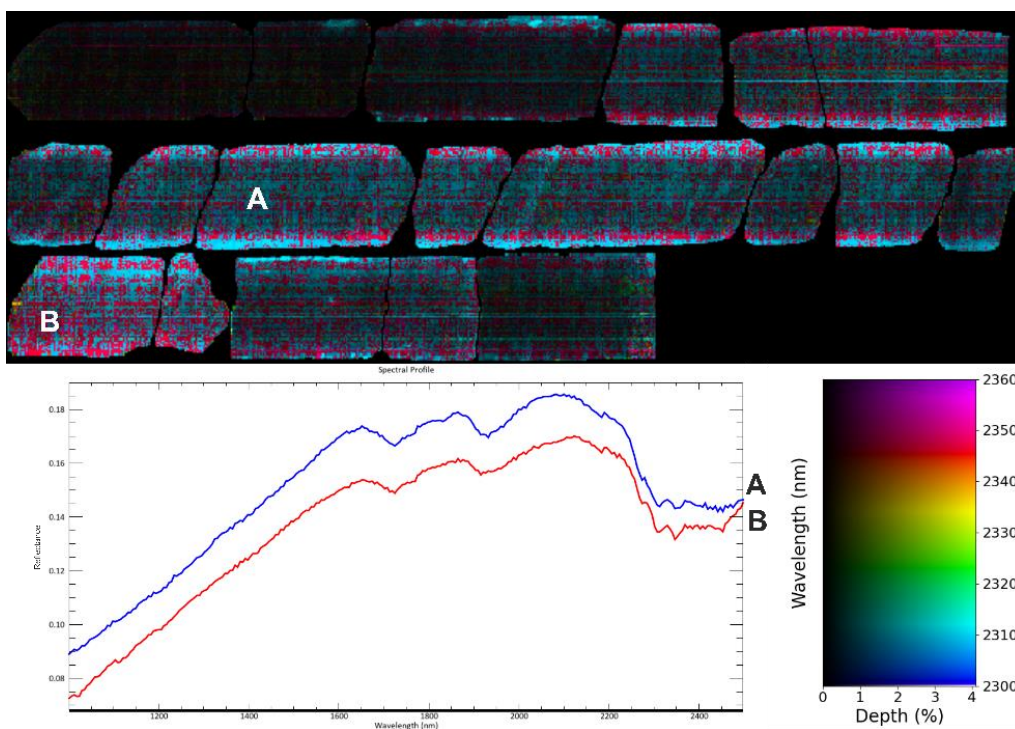 A
B
Spectral Profile
0.18
0.16
0.14
0.12
0.10
0.08
Reflectance
1200
1400
1600
1800
2000
2200
2400
Wavelength (nm)
A
B
Wavelength (nm)
2360
2350
2340
2330
2320
2310
2300
0
1
2
3
4
Depth (%)